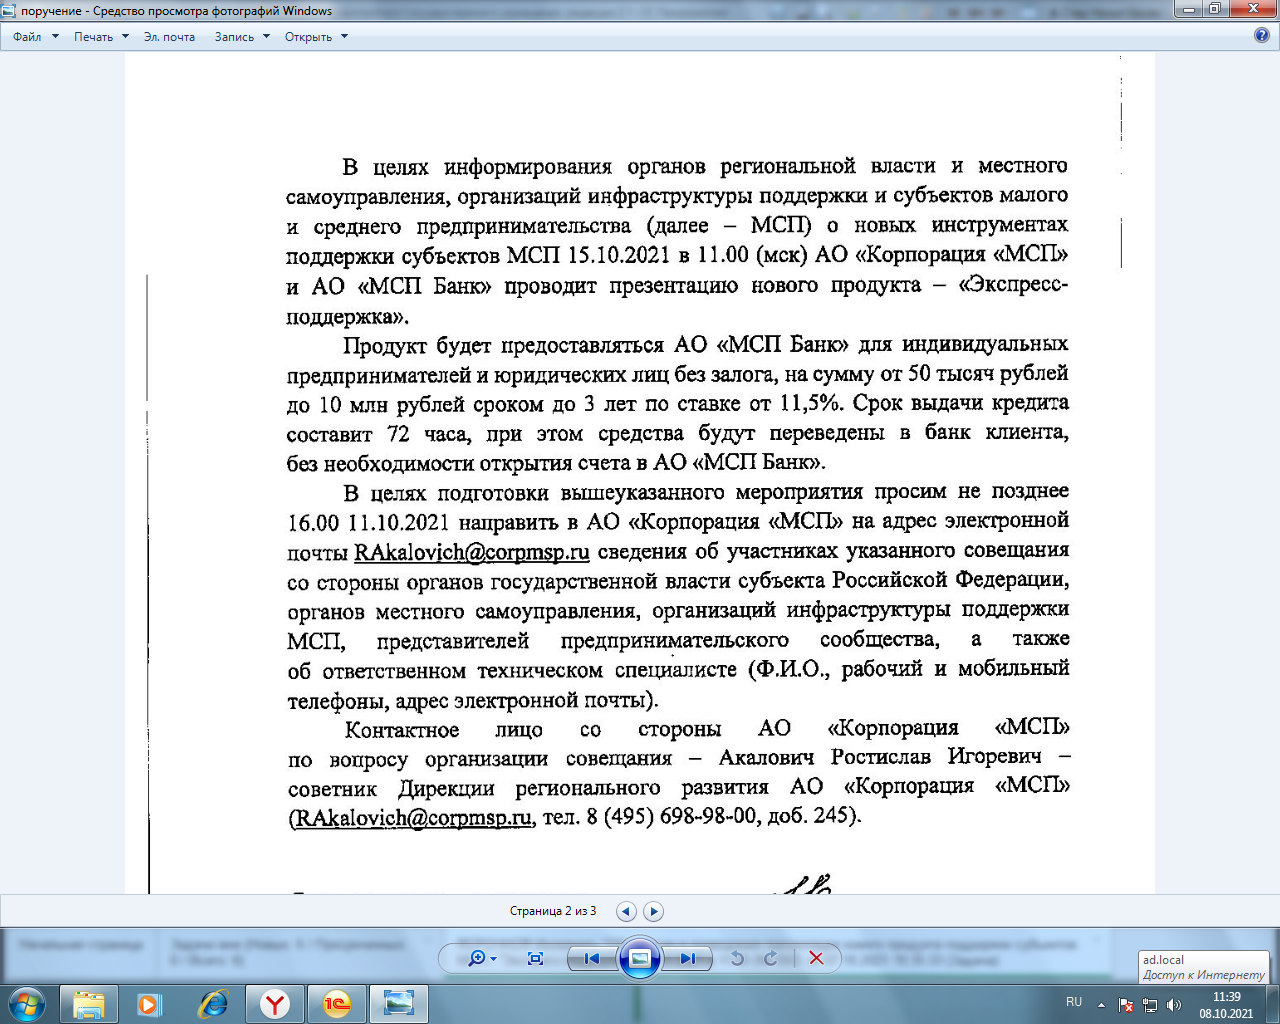 поручение - Средство просмотра фотографий Windows
Файл Печать Эл. почта Запись Открыть
В целях информирования органов региональной власти и местного
самоуправления, организаций инфраструктуры поддержки и субъектов малого
и среднего предпринимательства (далее – МСП) о новых инструментах
поддержки субъектов МСП 15.10.2021 в 11.00 (мск) АО «Корпорация «МСП»
и АО «МСП Банк» проводит презентацию нового продукта – «Экспресс-
поддержка».
Продукт будет предоставляться АО «МСП Банк» для индивидуальных
предпринимателей и юридических лиц без залога, на сумму от 50 тысяч рублей
до 10 млн рублей сроком до 3 лет по ставке от 11,5%. Срок выдачи кредита
составит 72 часа, при этом средства будут переведены в банк клиента,
без необходимости открытия счета в АО «МСП Банк».
В целях подготовки вышеуказанного мероприятия просим не позднее
16.00 11.10.2021 направить в АО «Корпорация «МСП» на адрес электронной
почты RAkalovich@corpmsp.ru сведения об участниках указанного совещания
со стороны органов государственной власти субъекта Российской Федерации,
органов местного самоуправления, организаций инфраструктуры поддержки
МСП, представителей предпринимательского сообщества, а также
об ответственном техническом специалисте (Ф.И.О., рабочий и мобильный
телефоны, адрес электронной почты).
Контактное лицо со стороны АО «Корпорация «МСП»
по вопросу организации совещания – Акалович Ростислав Игоревич –
советник Дирекции регионального развития АО «Корпорация «МСП»
(RAkalovich@corpmsp.ru, тел. 8 (495) 698-98-00, доб. 245).
Страница 2 из 3
Начальная страница
ad.local
Доступ к Интернету
RU
11:39
08.10.2021